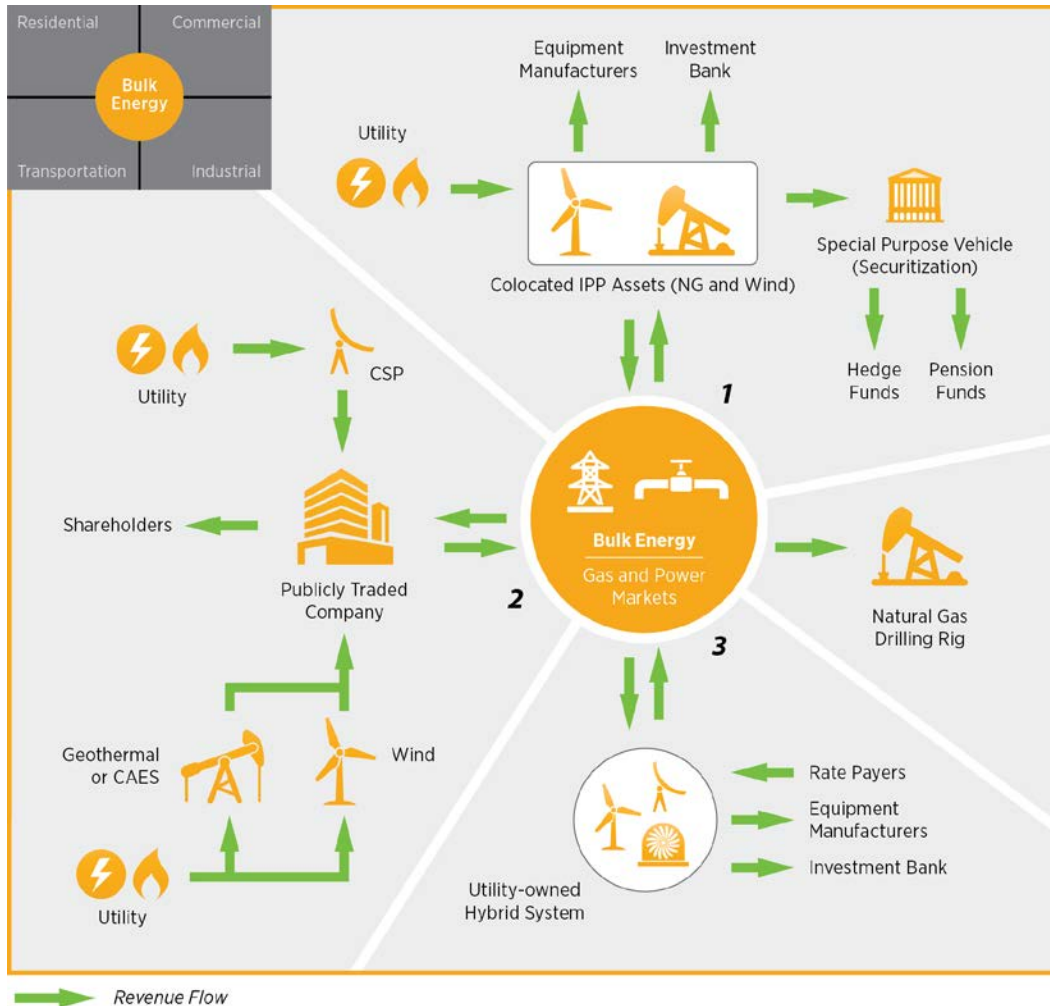 Residential
Commercial
Bulk
Energy
Transportation
Industrial
Equipment
Manufacturers
Investment
Bank
Utility
Colocated IPP Assets (NG and Wind)
Special Purpose Vehicle
(Securitization)
Hedge
Funds
Pension
Funds
1
Utility
CSP
Shareholders
Publicly Traded
Company
2
Bulk Energy
Gas and Power
Markets
Natural Gas
Drilling Rig
3
Geothermal
or CAES
Wind
Utility
Utility-owned
Hybrid System
Rate Payers
Equipment
Manufacturers
Investment Bank
Revenue Flow